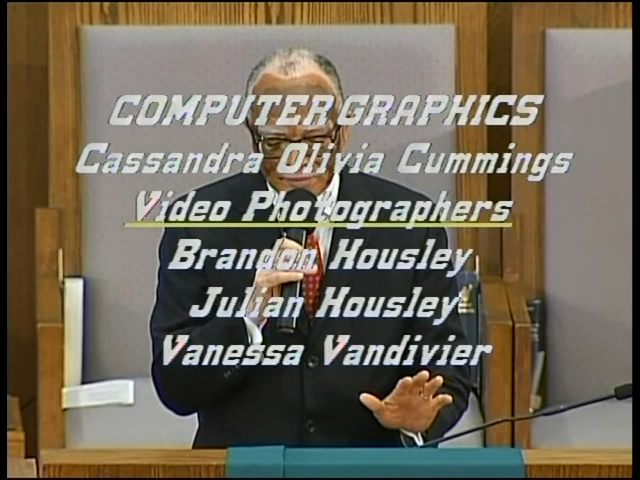 COMPUTER GRAPHICS
Cassandra Olivia Cummings
Video Photographers
Brandon Housley
Julian Housley
Vanessa Vandivier